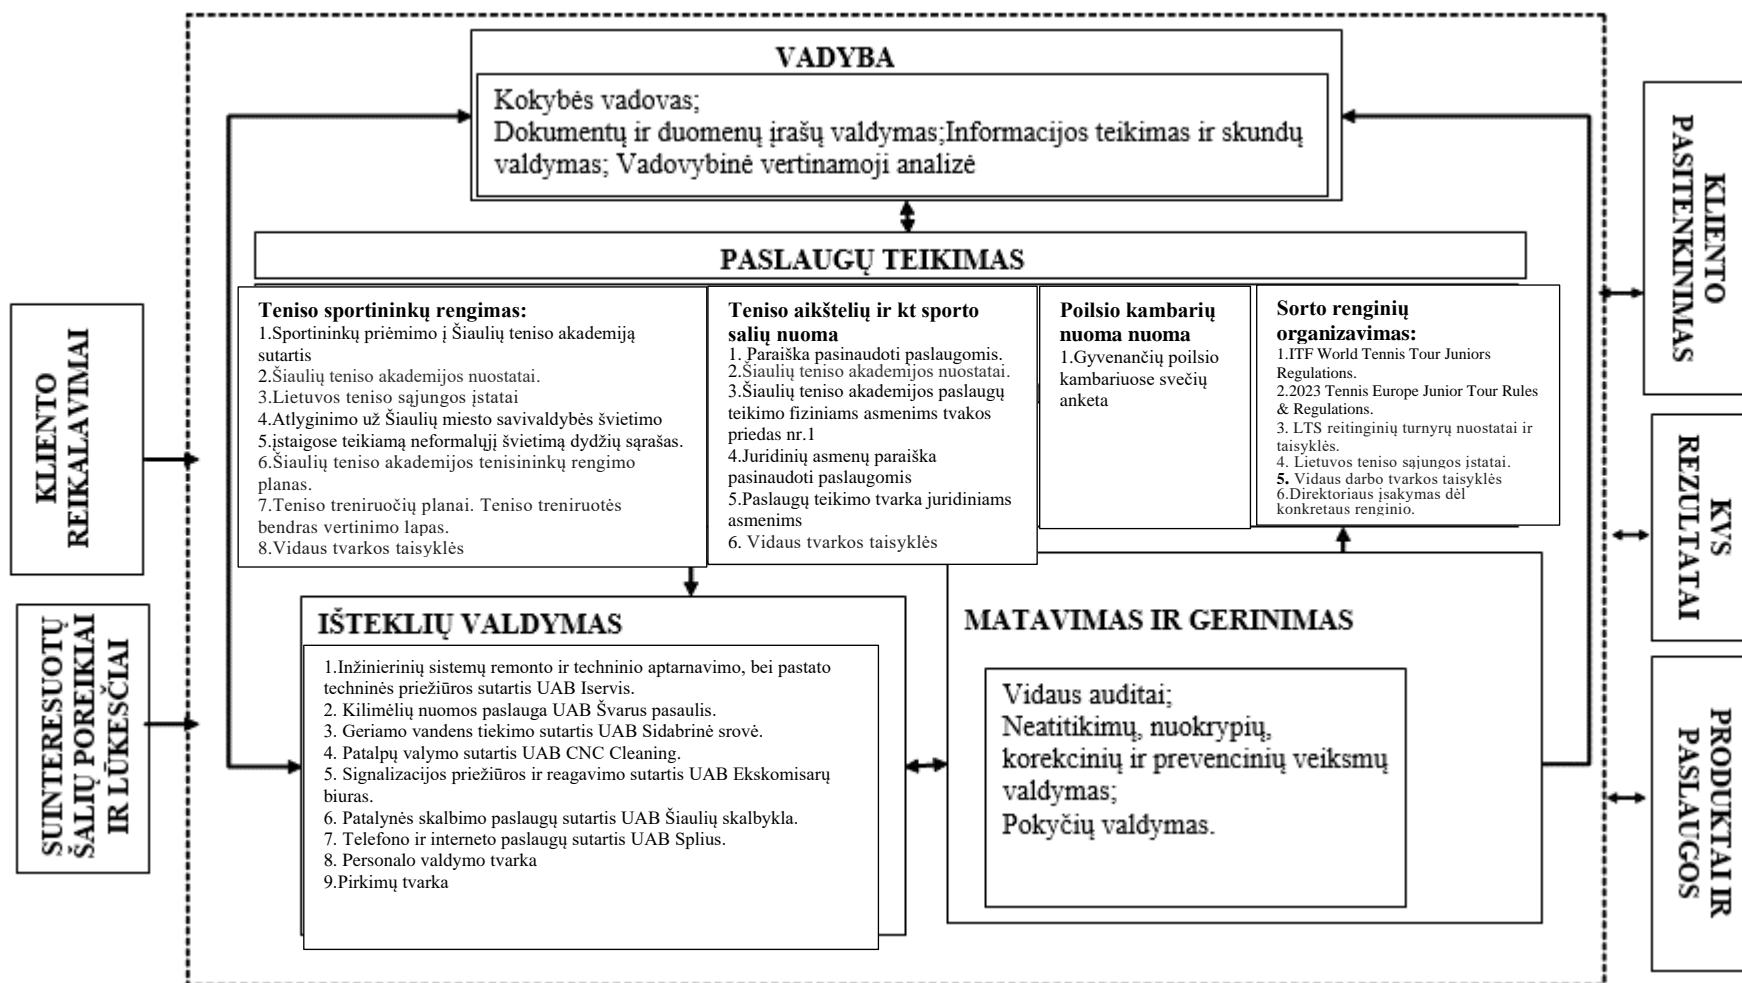 VADYBA
Kokybės vadovas;
Dokumentų ir duomenų įrašų valdymas;Informacijos teikimas ir skundų
valdymas; Vadovybinė vertinamoji analizė
PASLAUGŲ TEIKIMAS
Teniso sportininkų rengimas:
1.Sportininkų priėmimo į Šiaulių teniso akademiją
sutartis
2.Šiaulių teniso akademijos nuostatai.
3.Lietuvos teniso sąjungos įstatai
4.Atlyginimo už Šiaulių miesto savivaldybės švietimo
5.įstaigose teikiamą neformalųjį švietimą dydžių sąrašas.
6.Šiaulių teniso akademijos tenisininkų rengimo
planas.
7.Teniso treniruočių planai. Teniso treniruotės
bendras vertinimo lapas.
8.Vidaus tvarkos taisyklės
Teniso aikštelių ir kt sporto
salių nuoma
1. Paraiška pasinaudoti paslaugomis.
2.Šiaulių teniso akademijos nuostatai.
3.Šiaulių teniso akademijos paslaugų
teikimo fiziniams asmenims tvakos
priedas nr.1
4.Juridinių asmenų paraiška
pasinaudoti paslaugomis
5.Paslaugų teikimo tvarka juridiniams
asmenims
6. Vidaus tvarkos taisyklės
Poilsio kambarių
nuoma nuoma
1.Gyvenančių poilsio
kambariuose svečių
anketa
Sorto renginių
organizavimas:
1.ITF World Tennis Tour Juniors
Regulations.
2.2023 Tennis Europe Junior Tour Rules
& Regulations.
3. LTS reitinginių turnyrų nuostatai ir
taisyklės.
4. Lietuvos teniso sąjungos įstatai.
5. Vidaus darbo tvarkos taisyklės
6.Direktoriaus įsakymas dėl
konkretaus renginio.
IŠTEKLIŲ VALDYMAS
1.Inžinierinių sistemų remonto ir techninio aptarnavimo, bei pastato
techninės priežiūros sutartis UAB Iservis.
2. Kilimėlių nuomos paslauga UAB Švarus pasaulis.
3. Geriamo vandens tiekimo sutartis UAB Sidabrinė srovė.
4. Patalpų valymo sutartis UAB CNC Cleaning.
5. Signalizacijos priežiūros ir reagavimo sutartis UAB Ekskomisarų
biuras.
6. Patalynės skalbimo paslaugų sutartis UAB Šiaulių skalbykla.
7. Telefono ir interneto paslaugų sutartis UAB Splius.
8. Personalo valdymo tvarka
9.Pirkimų tvarka
MATAVIMAS IR GERINIMAS
Vidaus auditai;
Neatitikimų, nuokrypių,
korekcinių ir prevencinių veiksmų
valdymas;
Pokyčių valdymas.
KLIENTO
REIKALAVIMAI
SUINTERESUOTŲ
ŠALIŲ POREIKIAI
IR LŪKESČIAI
KLIENTO
PASITENKINIMAS
KVS
REZULTATAI
PRODUKTAI IR
PASLAUGOS